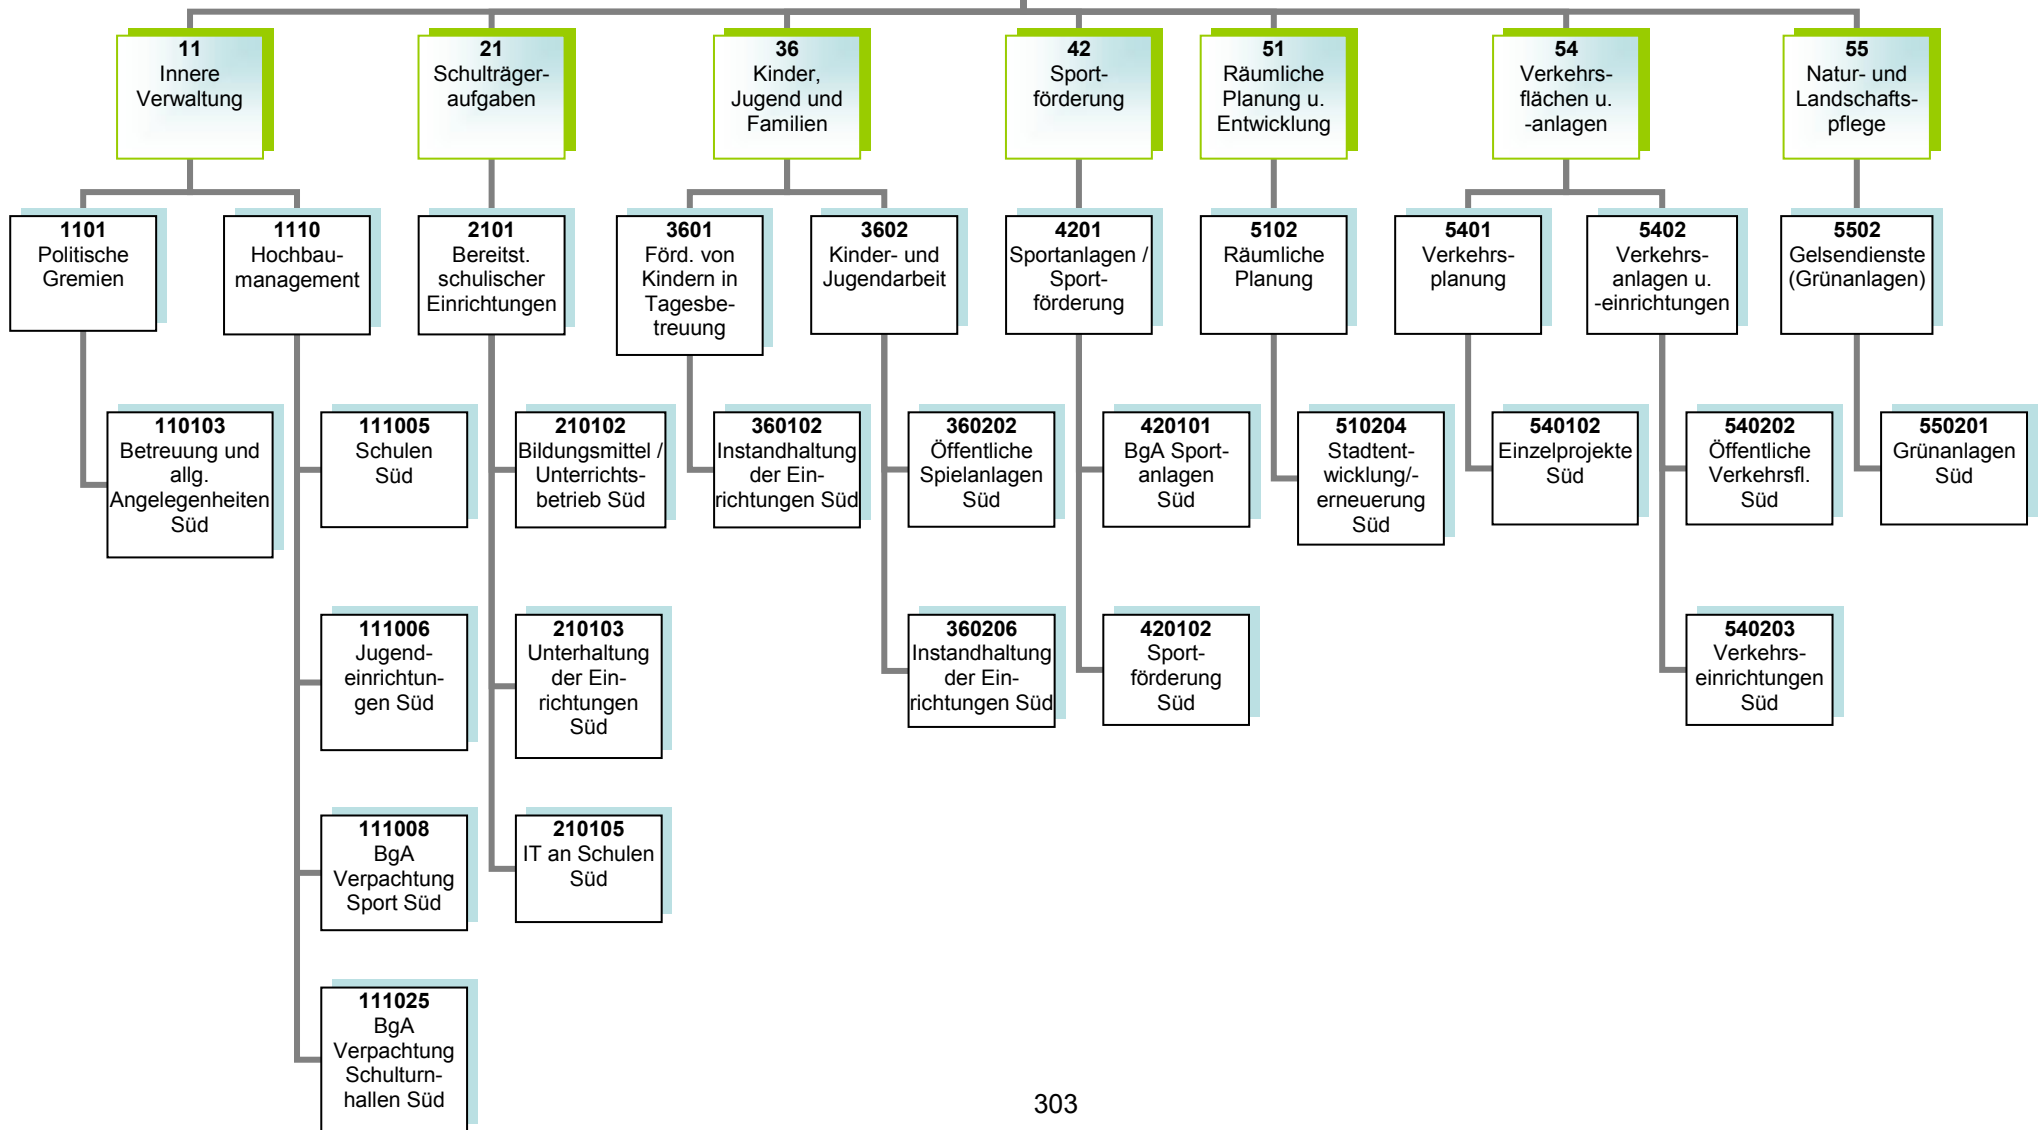 11
Innere
Verwaltung
21
Schulträger-
aufgaben
36
Kinder,
Jugend und
Familien
42
Sport-
förderung
51
Räumliche
Planung u.
Entwicklung
54
Verkehrs-
flächen u.
-anlagen
55
Natur- und
Landschafts-
pflege
1101
Politische
Gremien
1110
Hochbau-
management
2101
Bereitst.
schulischer
Einrichtungen
3601
Förd. von
Kindern in
Tagesbe-
treuung
3602
Kinder- und
Jugendarbeit
4201
Sportanlagen /
Sport-
förderung
5102
Räumliche
Planung
5401
Verkehrs-
planung
5402
Verkehrs-
anlagen u.
-einrichtungen
5502
Gelsendienste
(Grünanlagen)
110103
Betreuung und
allg.
Angelegenheiten
Süd
111005
Schulen
Süd
210102
Bildungsmittel /
Unterrichts-
betrieb Süd
360102
Instandhaltung
der Ein-
richtungen Süd
360202
Öffentliche
Spielanlagen
Süd
420101
BgA Sport-
anlagen
Süd
510204
Stadtent-
wicklung/-
erneuerung
Süd
540102
Einzelprojekte
Süd
540202
Öffentliche
Verkehrsfl.
Süd
550201
Grünanlagen
Süd
111006
Jugend-
einrichtun-
gen Süd
210103
Unterhaltung
der Ein-
richtungen
Süd
360206
Instandhaltung
der Ein-
richtungen Süd
420102
Sport-
förderung
Süd
540203
Verkehrs-
einrichtungen
Süd
111008
BgA
Verpachtung
Sport Süd
210105
IT an Schulen
Süd
111025
BgA
Verpachtung
Schulturn-
hallen Süd
303